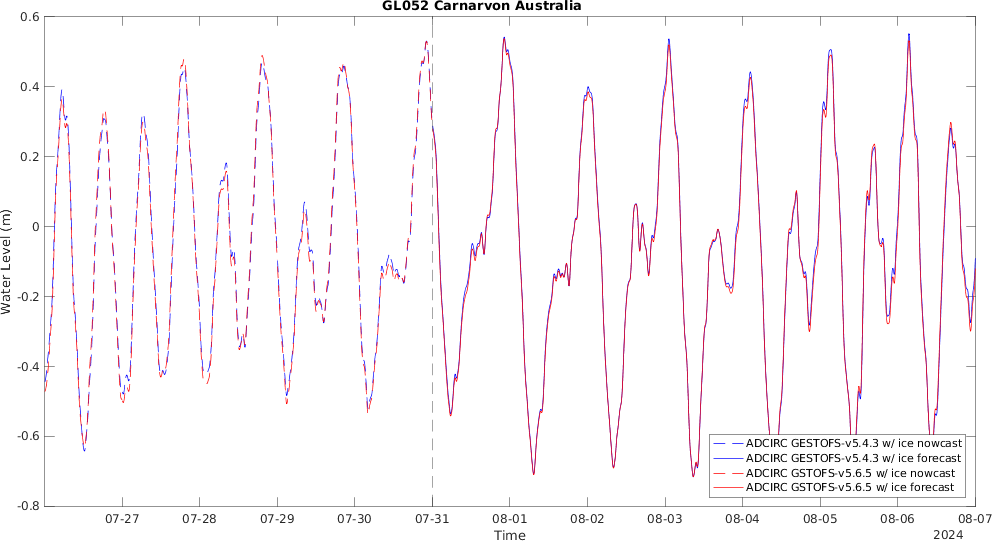 GL052 Carnarvon Australia
0.6
0.4
0.2
0
-0.2
-0.4
-0.6
-0.8
Water Level (m)
ADCIRC GESTOFS-v5.4.3 w/ ice nowcast
ADCIRC GESTOFS-v5.4.3 w/ ice forecast
ADCIRC GSTOFS-v5.6.5 w/ ice nowcast
ADCIRC GSTOFS-v5.6.5 w/ ice forecast
07-27 07-28 07-29 07-30 07-31 08-01 08-02 08-03 08-04 08-05 08-06 08-07
Time
2024